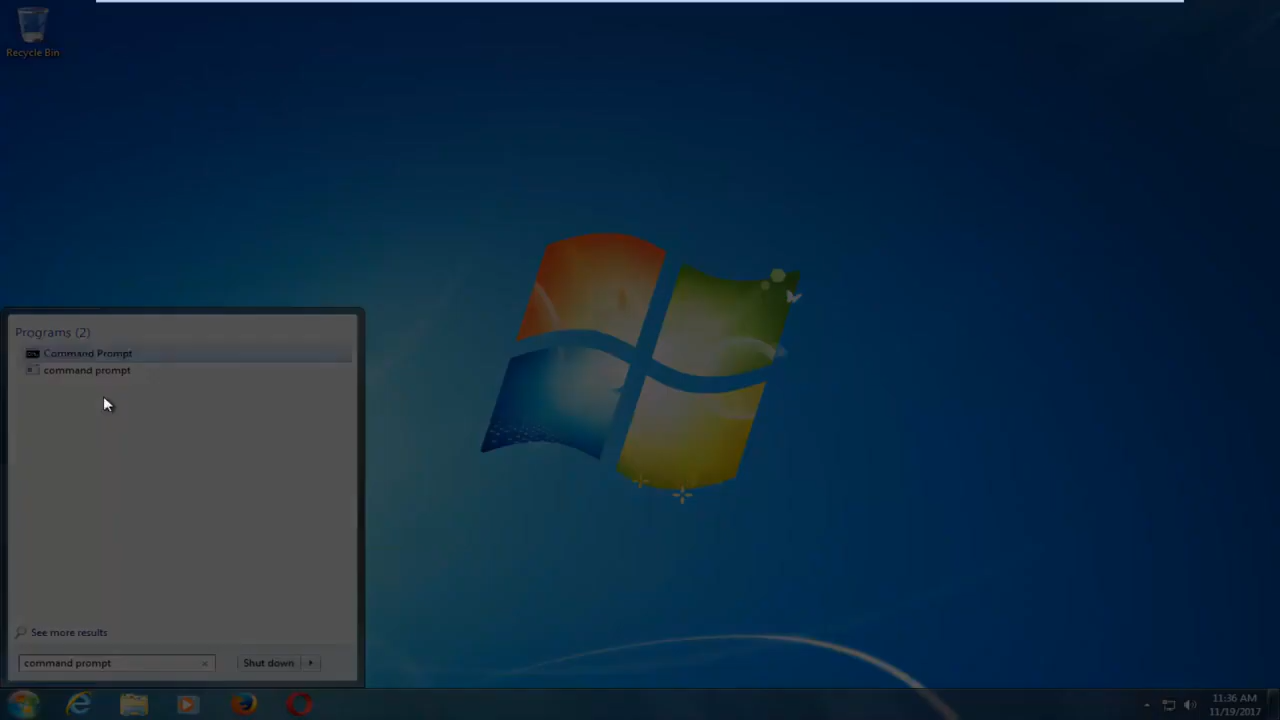 Recycle Bin
Programs (2)
Command Prompt
command prompt
See more results
command prompt
Shut down
11:36 AM
11/19/2017